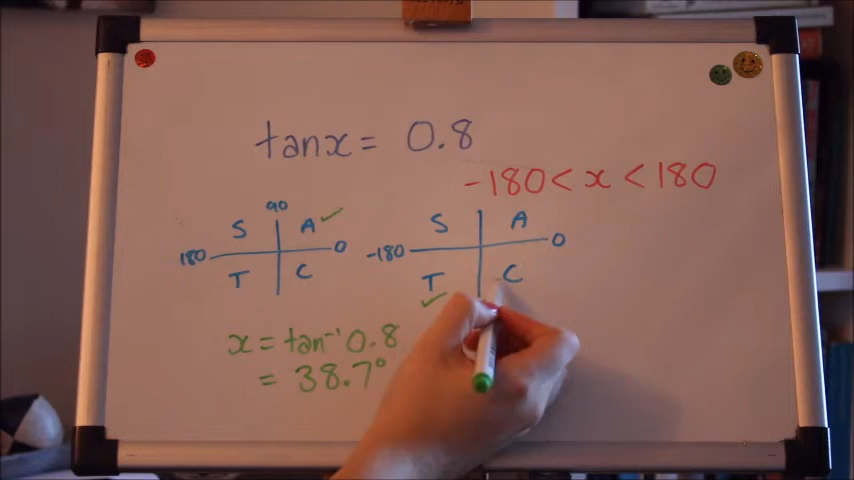 tanx = 0.8
-180 < x < 180
90
S A ✓ S A
180 0 -180 0
T C T C
✓
x = tan⁻¹ 0.8
= 38.7°